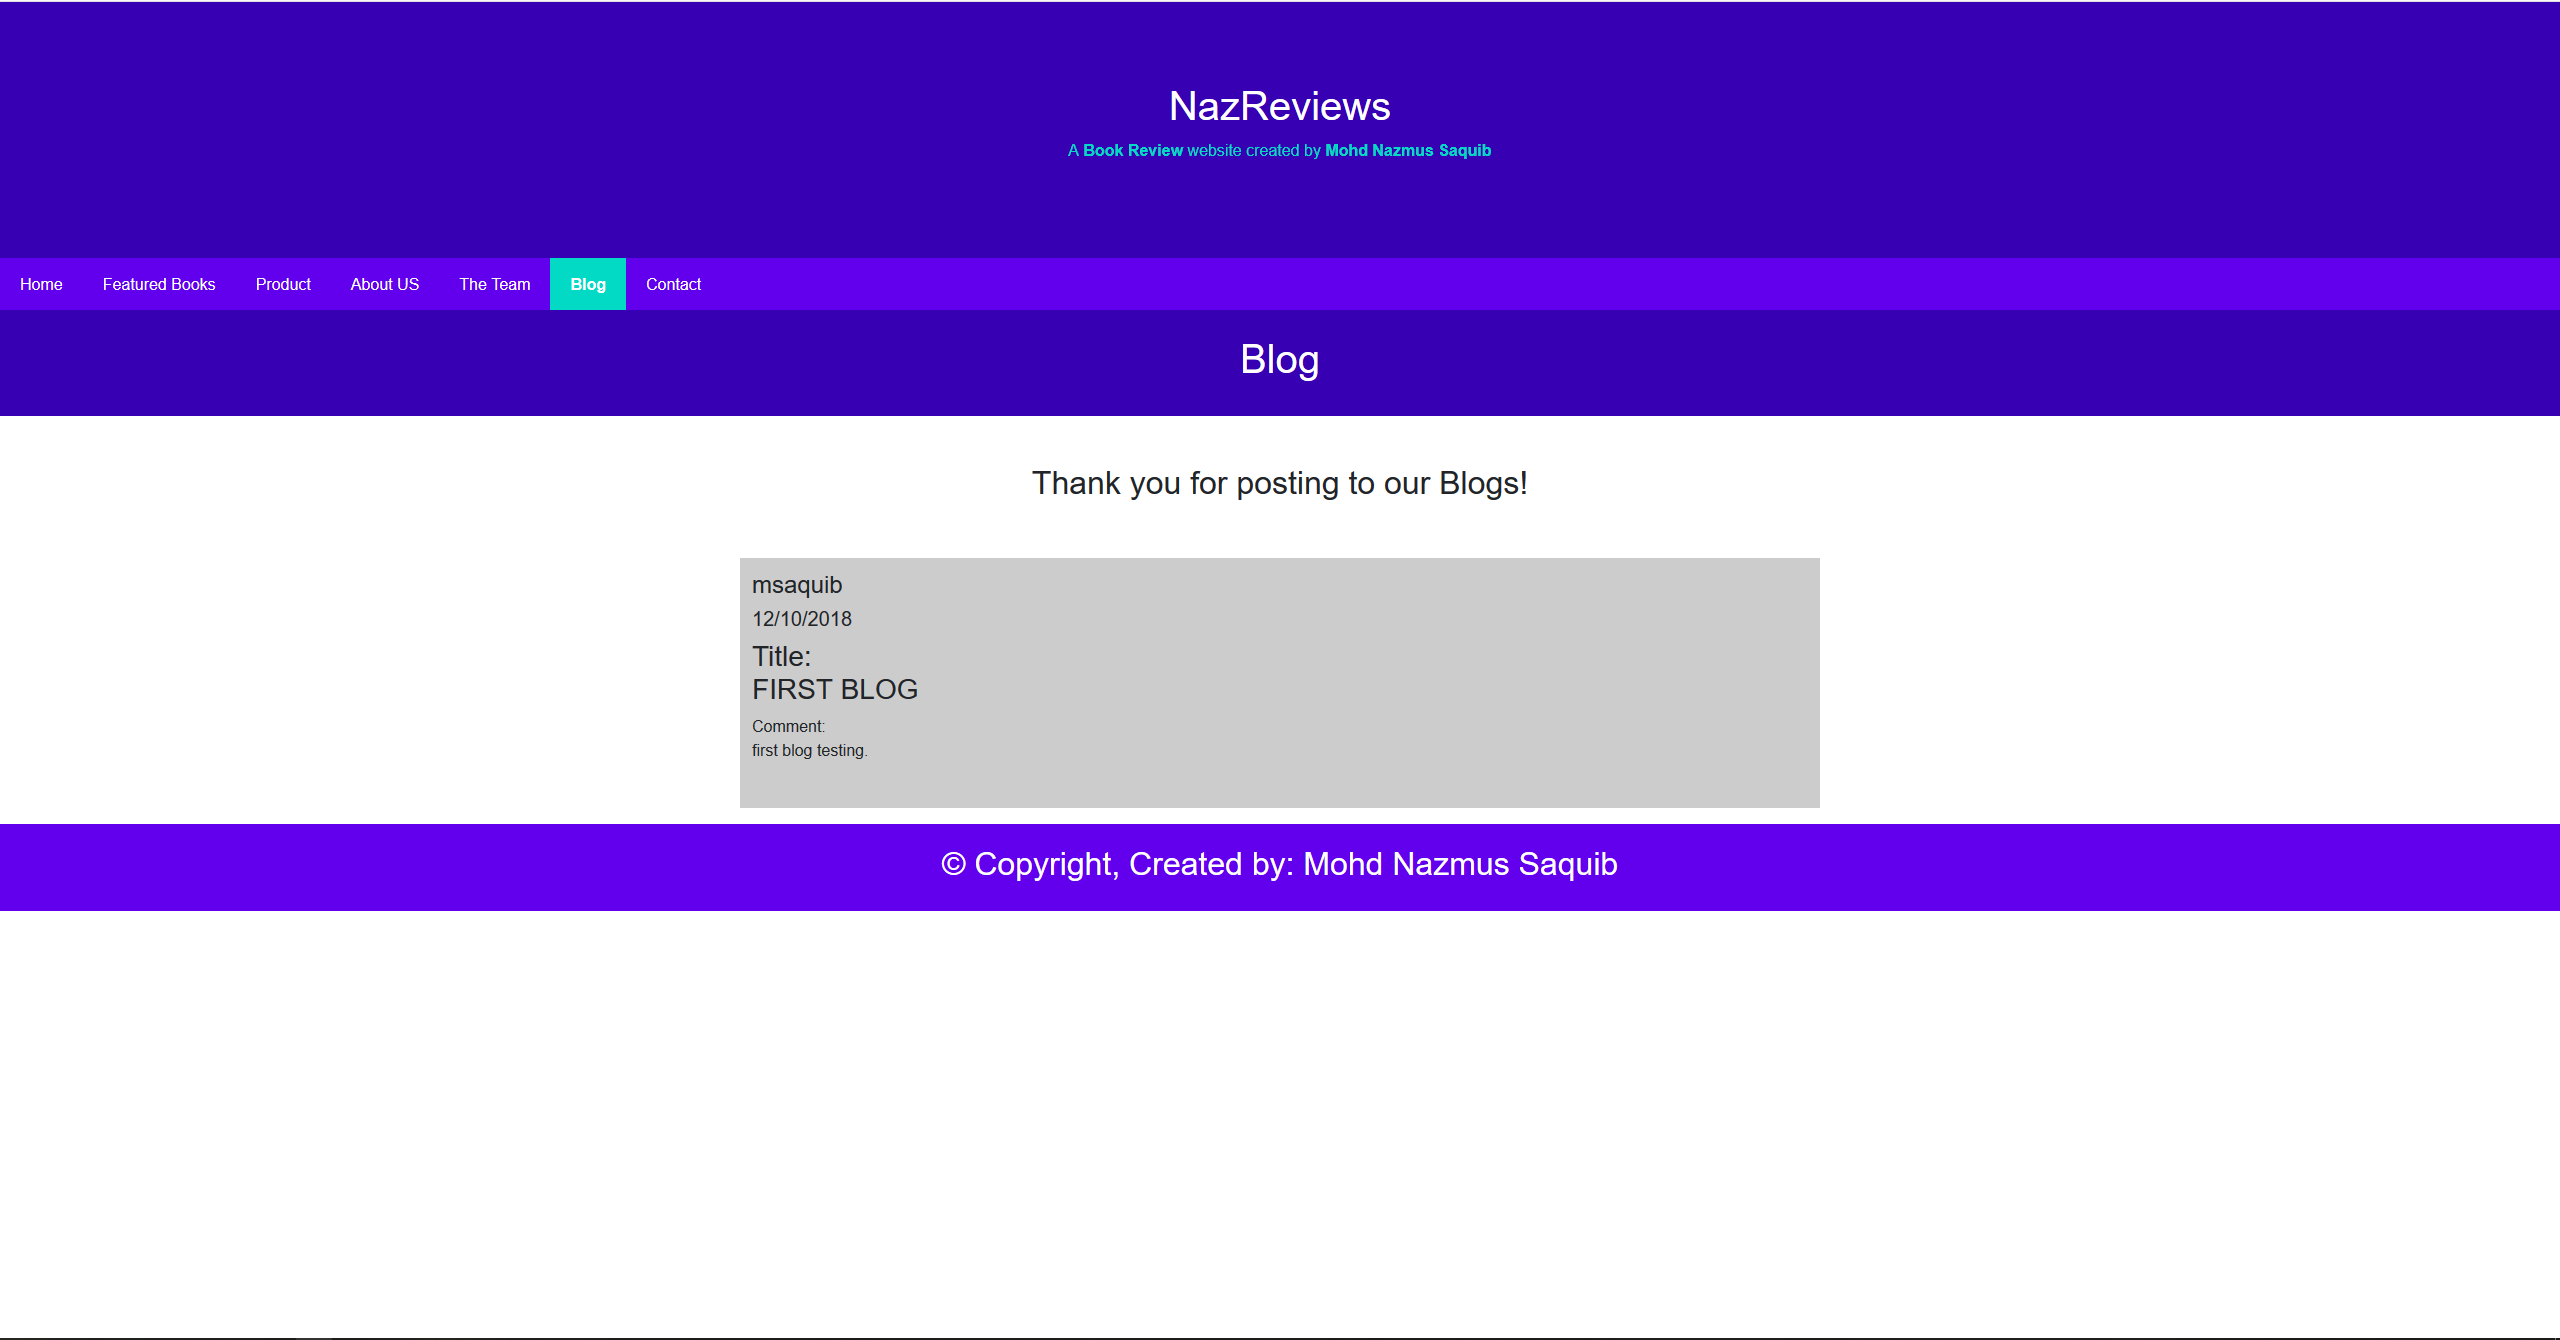 NazReviews
A Book Review website created by Mohd Nazmus Saquib
Home Featured Books Product About US The Team Blog Contact
Blog
Thank you for posting to our Blogs!
msaquib
12/10/2018
Title:
FIRST BLOG
Comment:
first blog testing.
© Copyright, Created by: Mohd Nazmus Saquib